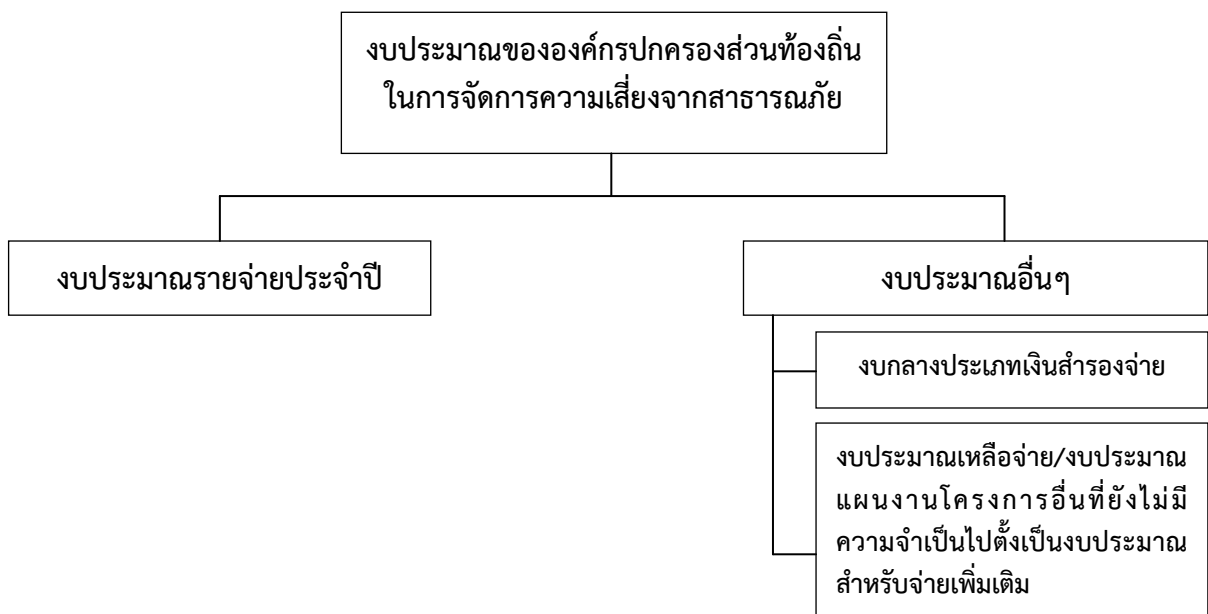 งบประมาณขององค์กรปกครองส่วนท้องถิ่น
ในการจัดการความเสี่ยงจากสาธารณภัย
งบประมาณรายจ่ายประจำปี
งบประมาณอื่นๆ
งบกลางประเภทเงินสำรองจ่าย
งบประมาณเหลือจ่าย/งบประมาณ
แผนงานโครงการอื่นที่ยังไม่มี
ความจำเป็นไปตั้งเป็นงบประมาณ
สำหรับจ่ายเพิ่มเติม